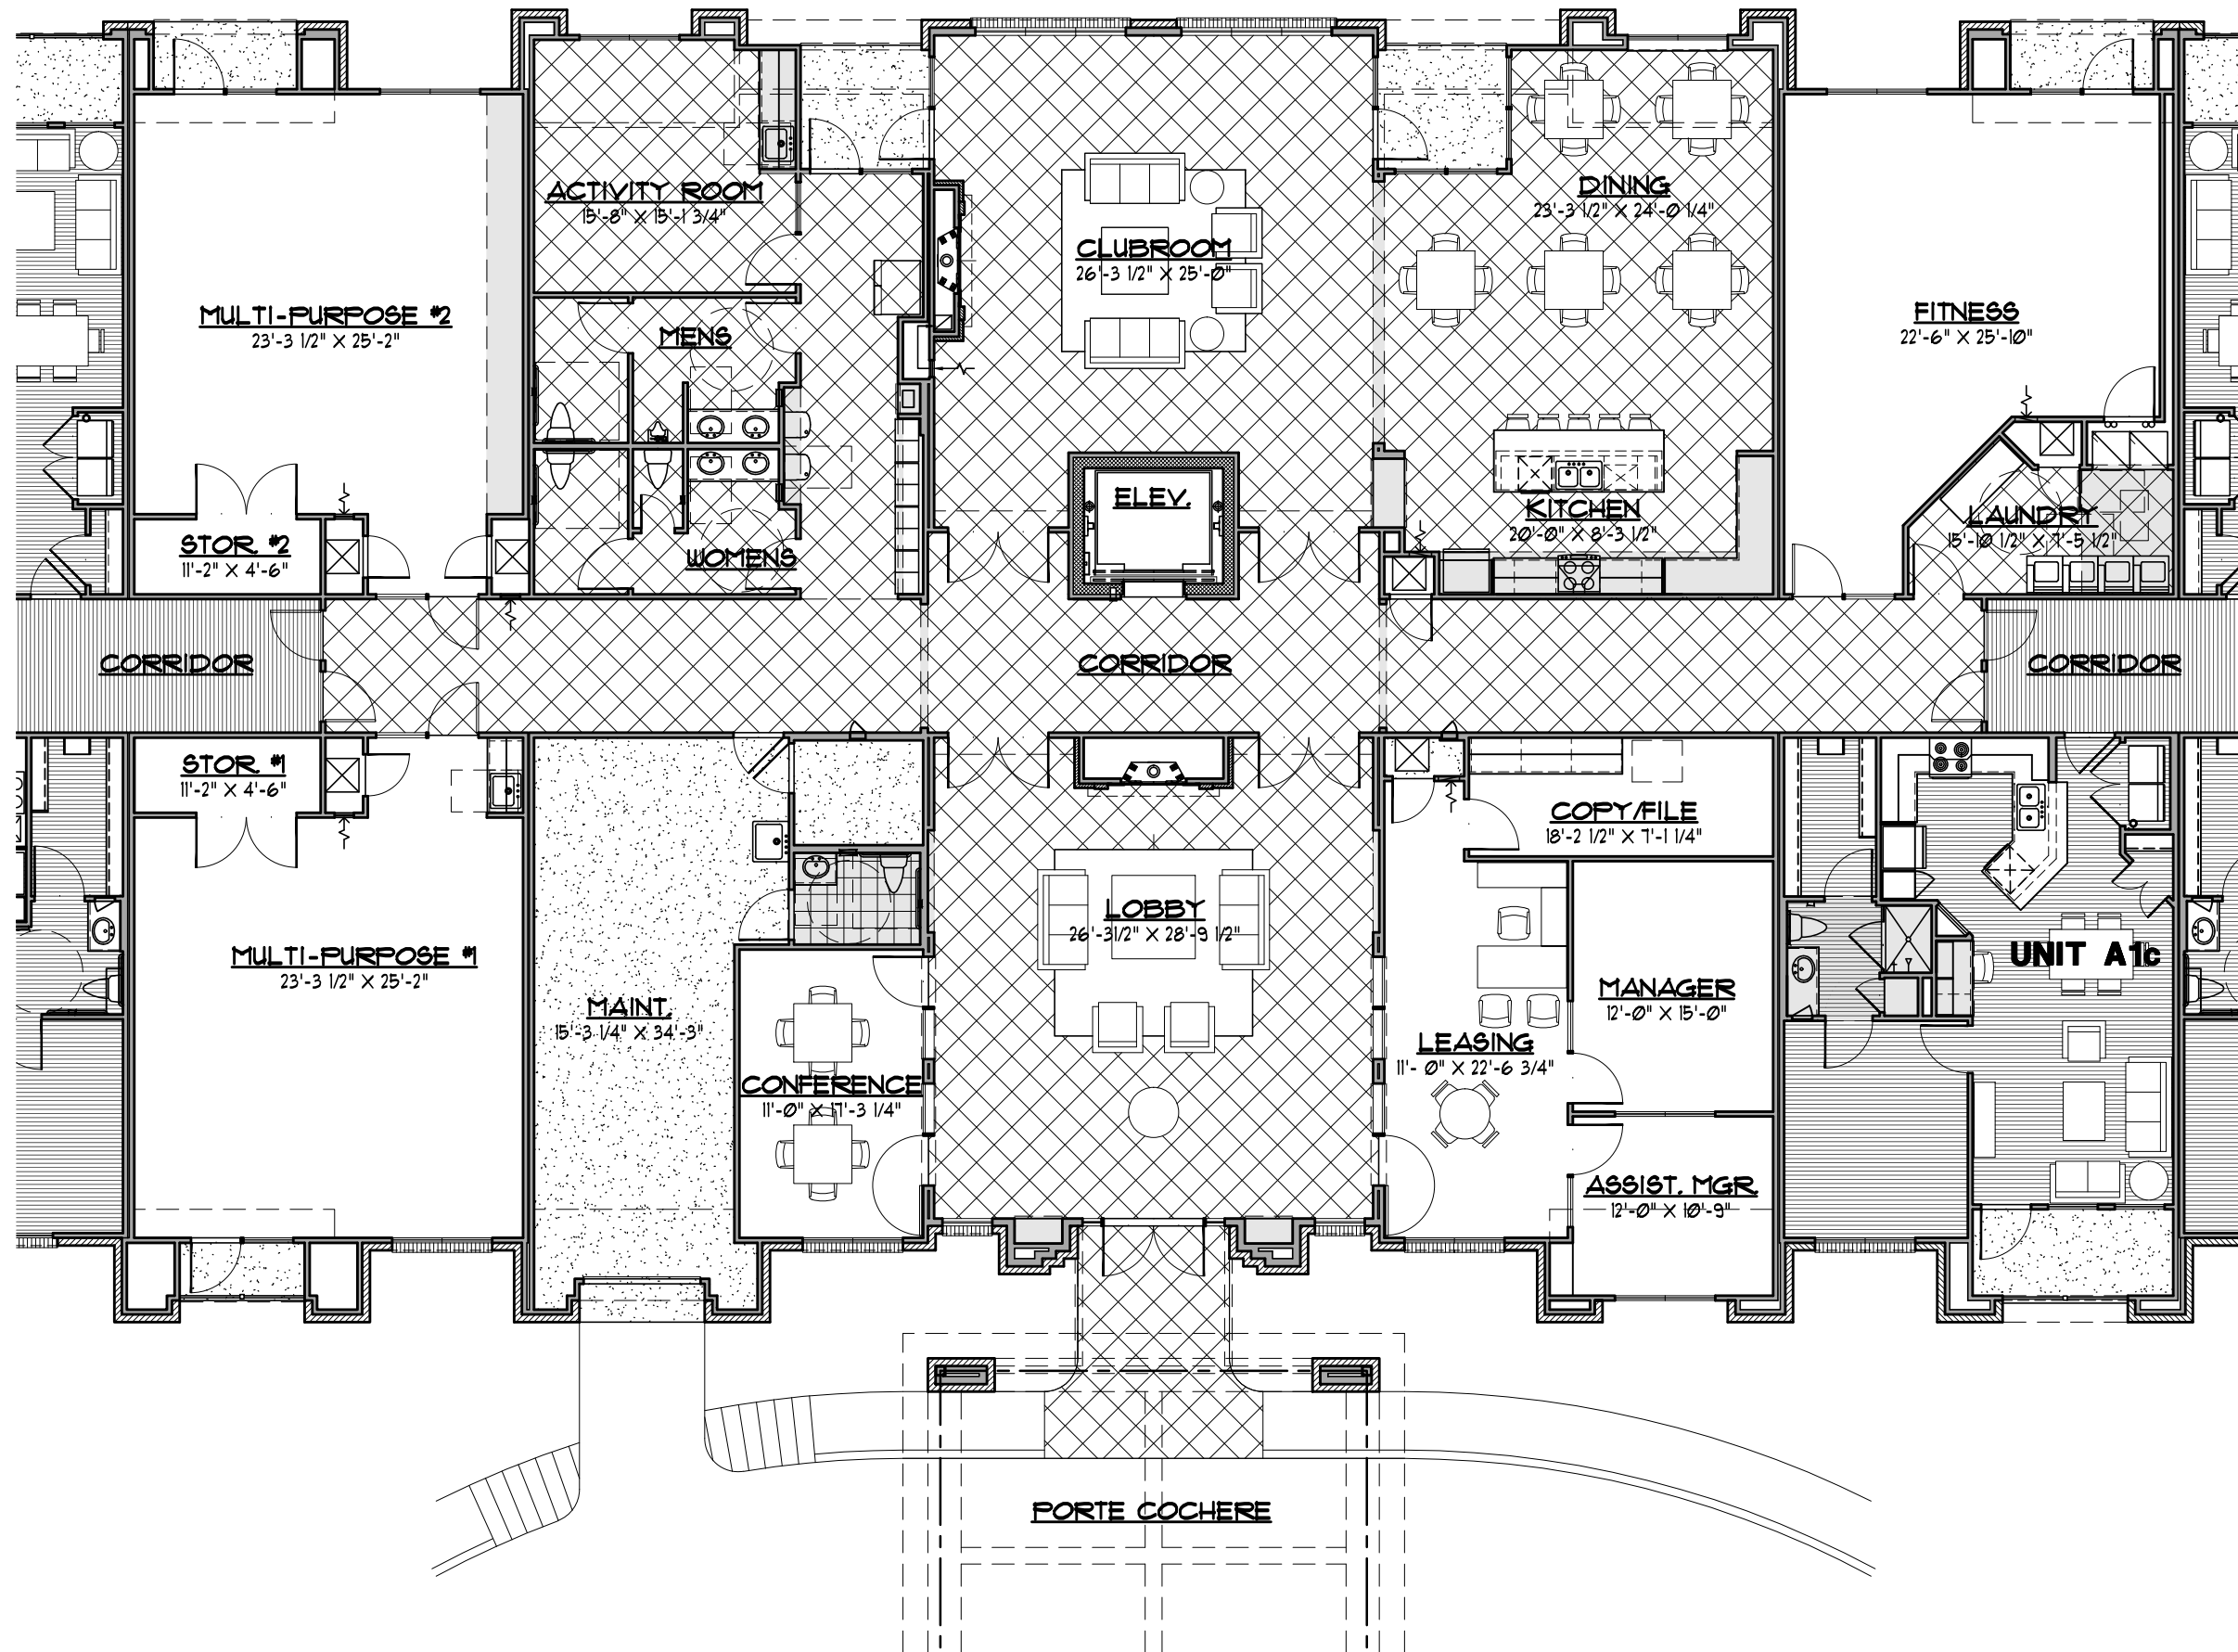 ACTIVITY ROOM
15'-8" X 15'-1 3/4"
DINING
23'-3 1/2" X 24'-0 1/4"
CLUBROOM
26'-3 1/2" X 25'-0"
MULTI-PURPOSE #2
23'-3 1/2" X 25'-2"
MENS
FITNESS
22'-6" X 25'-10"
ELEV.
KITCHEN
20'-0" X 8'-3 1/2"
LAUNDRY
15'-10 1/2" X 7'-5 1/2"
STOR. #2
11'-2" X 4'-6"
WOMENS
CORRIDOR
CORRIDOR
CORRIDOR
STOR. #1
11'-2" X 4'-6"
COPY/FILE
18'-2 1/2" X 7'-1 1/4"
LOBBY
26'-31/2" X 28'-9 1/2"
MULTI-PURPOSE #1
23'-3 1/2" X 25'-2"
UNIT A1c
MANAGER
12'-0" X 15'-0"
MAINT.
15'-3 1/4" X 34'-3"
LEASING
11'- 0" X 22'-6 3/4"
CONFERENCE
11'-0" X 17'-3 1/4"
ASSIST. MGR.
12'-0" X 10'-9"
PORTE COCHERE